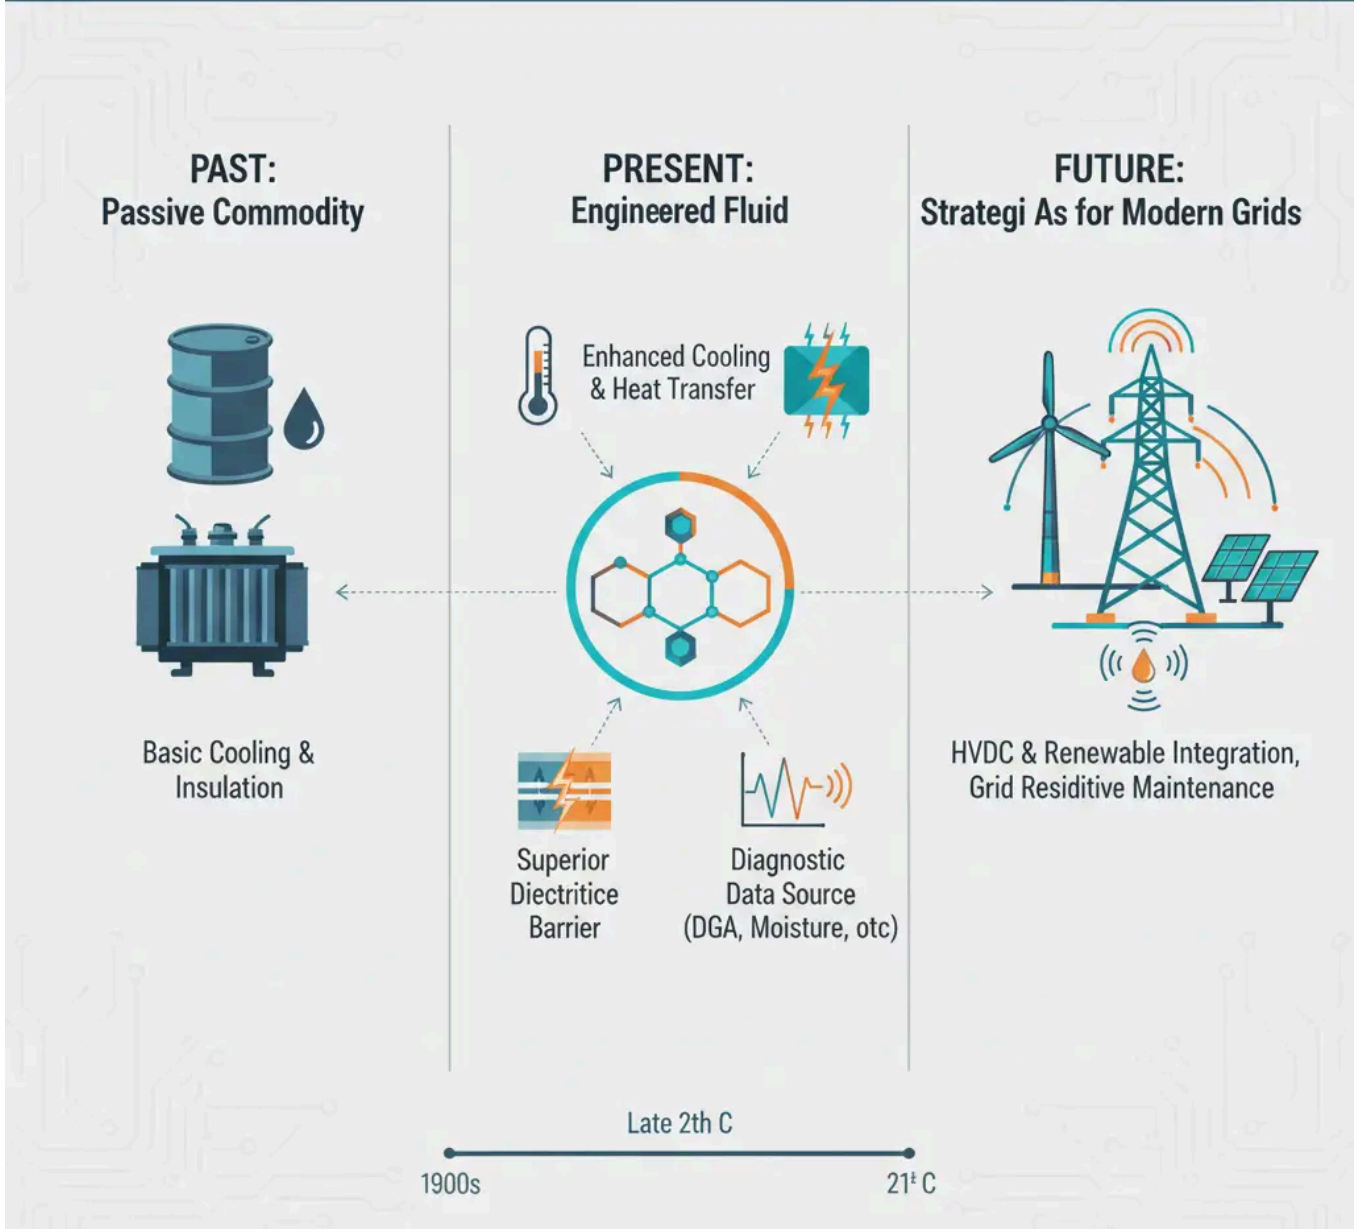 PAST:
Passive Commodity
Basic Cooling &
Insulation
PRESENT:
Engineered Fluid
Enhanced Cooling
& Heat Transfer
Superior
Diectritice
Barrier
Diagnostic
Data Source
(DGA, Moisture, otc)
FUTURE:
Strategi As for Modern Grids
HVDC & Renewable Integration,
Grid Residitive Maintenance
Late 2th C
1900s
21ᵗ C